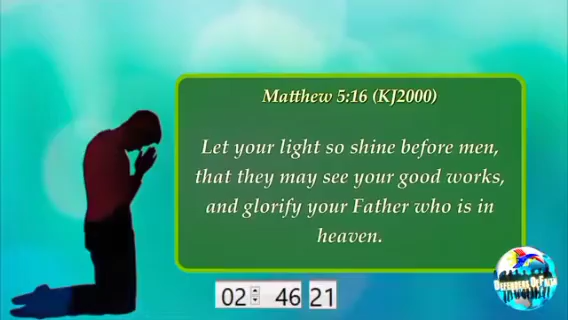 Matthew 5:16 (KJ2000)
Let your light so shine before men,
that they may see your good works,
and glorify your Father who is in
heaven.
02 46 21